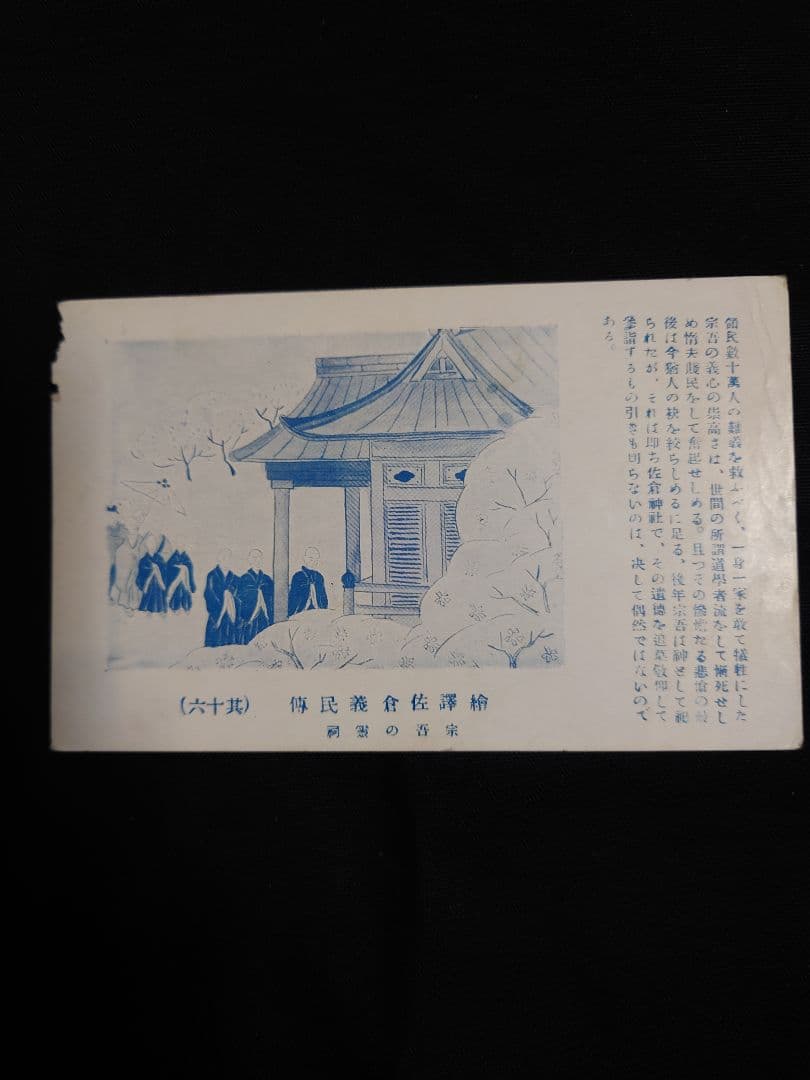 領民數十萬人の難義を救ふべく、一身一家を敢て犠牲にした
宗吾の義心の崇高さは、世間の所謂道學者流をして慚死せし
め惰夫賤民をして奮起せしめる。且つその慘憺たる悲愴の最
後は今猶人の袂を絞らしめるに足る、後年宗吾は神として祀
られたが、それは即ち佐倉神社で、その遺德を追慕敬仰して
參詣するもの引きも切らないのは、決して偶然ではないので
ある。
繪譯佐倉義民傳 (其十六)
宗吾の靈祠